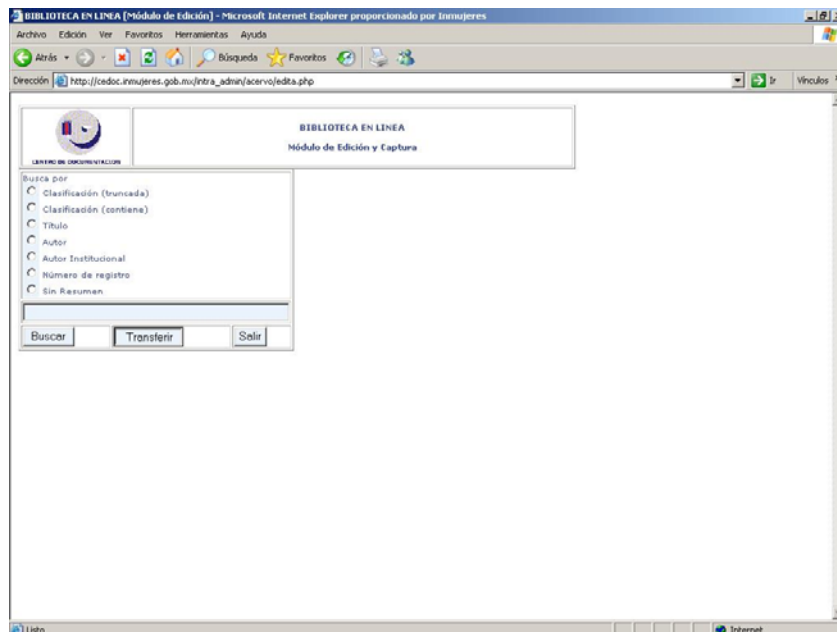 BIBLIOTECA EN LINEA [Módulo de Edición] - Microsoft Internet Explorer proporcionado por Inmujeres
Archivo Edición Ver Favoritos Herramientas Ayuda
Atrás Búsqueda Favoritos
Dirección http://cedoc.inmujeres.gob.mx/intra_admin/acervo/edita.php Ir Vínculos
BIBLIOTECA EN LINEA
Módulo de Edición y Captura
CENTRO DE DOCUMENTACION
Busca por
Clasificación (truncada)
Clasificación (contiene)
Título
Autor
Autor Institucional
Número de registro
Sin Resumen
Buscar Transferir Salir
Listo Internet